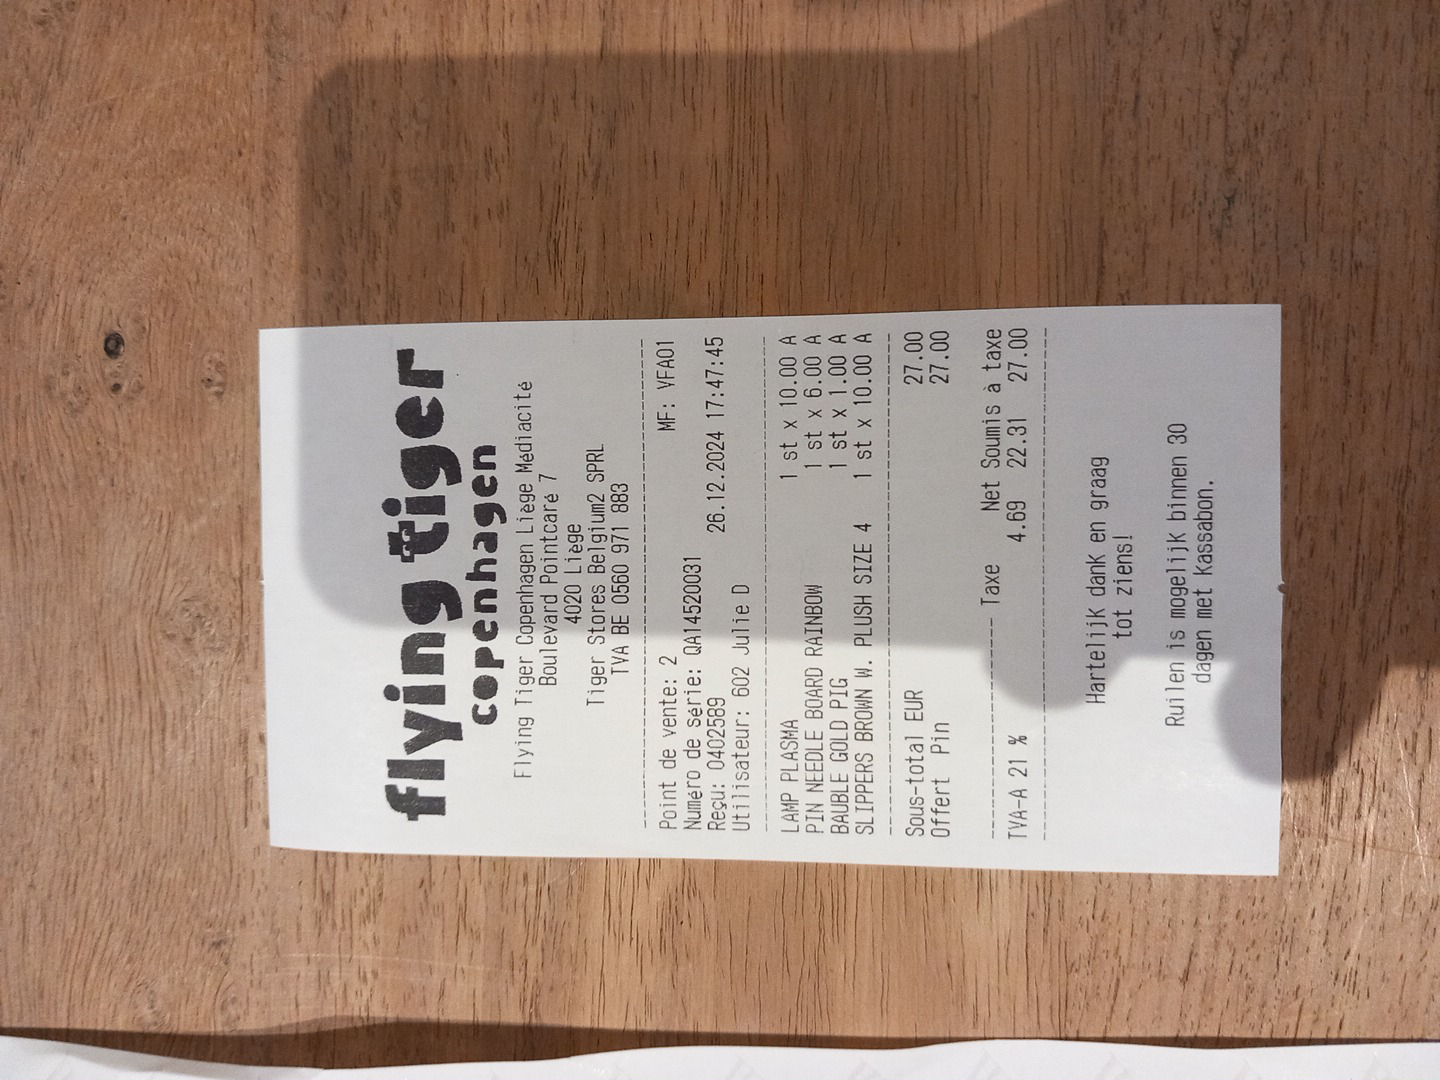 flying tiger
copenhagen
Flying Tiger Copenhagen Liège Médiacité
Boulevard Pointcaré 7
4020 Liège
Tiger Stores Belgium2 SPRL
TVA BE 0560 971 883
Point de vente: 2 MF: VFA01
Numéro de série: QA14520031
Reçu: 0402589 26.12.2024 17:47:45
Utilisateur: 602 Julie D
LAMP PLASMA 1 st x 10.00 A
PIN NEEDLE BOARD RAINBOW 1 st x 6.00 A
BAUBLE GOLD PIG 1 st x 1.00 A
SLIPPERS BROWN W. PLUSH SIZE 4 1 st x 10.00 A
Sous-total EUR 27.00
Offert Pin 27.00
Taxe Net Soumis à taxe
TVA-A 21 % 4.69 22.31 27.00
Hartelijk dank en graag
tot ziens!
Ruilen is mogelijk binnen 30
dagen met kassabon.